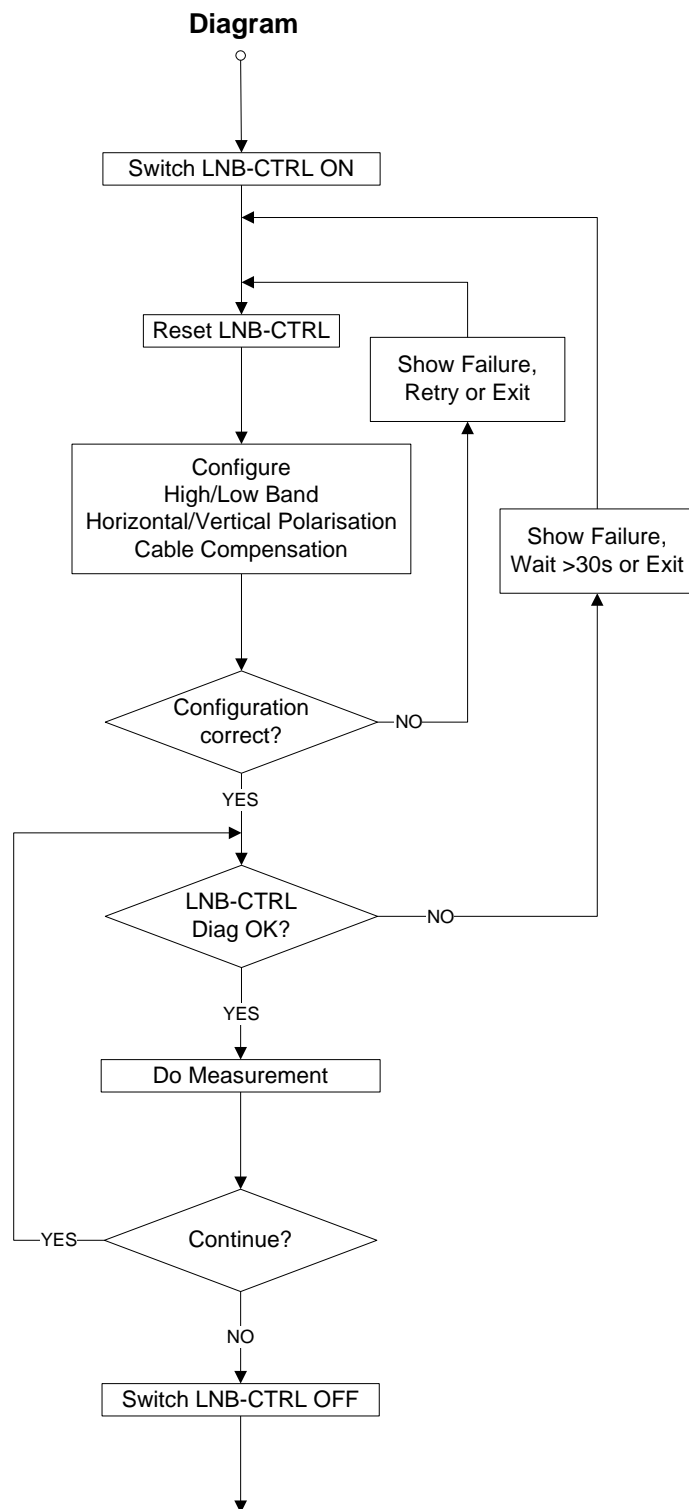 Diagram
Switch LNB-CTRL ON
Reset LNB-CTRL
Show Failure,
Retry or Exit
Configure
High/Low Band
Horizontal/Vertical Polarisation
Cable Compensation
Show Failure,
Wait >30s or Exit
Configuration
correct?
NO
YES
LNB-CTRL
Diag OK?
NO
YES
Do Measurement
Continue?
YES
NO
Switch LNB-CTRL OFF